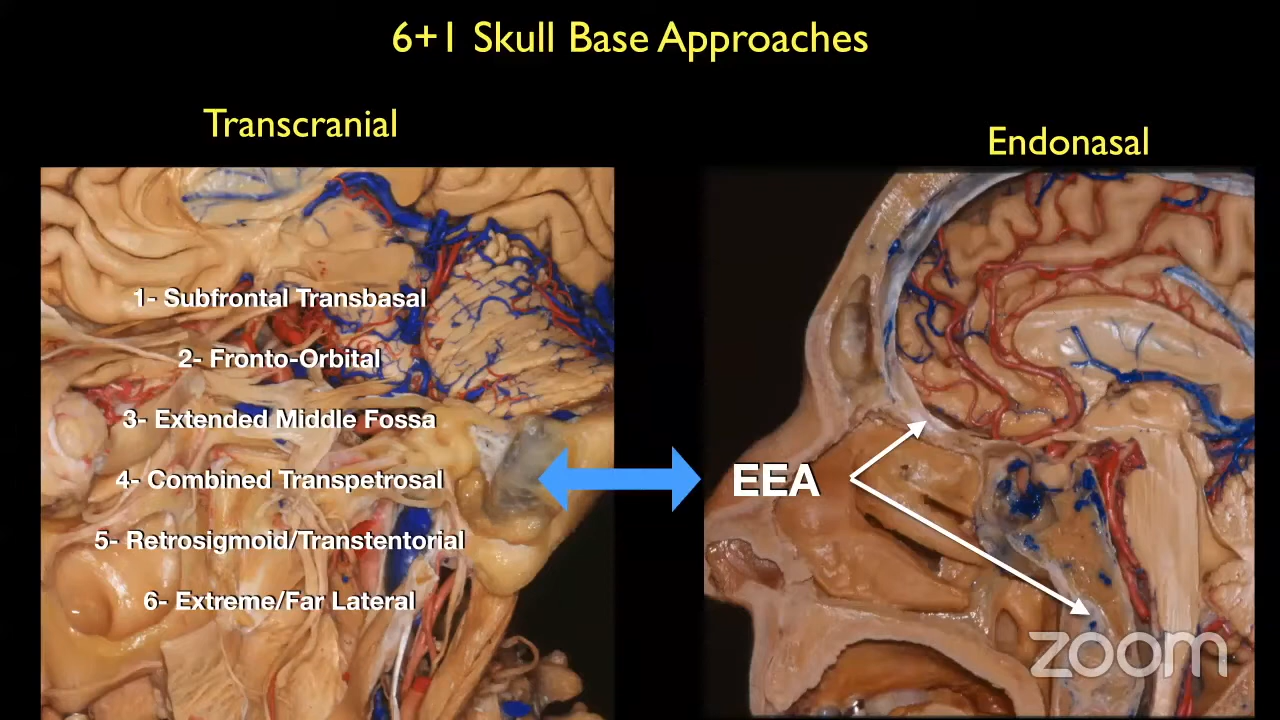 6+1 Skull Base Approaches
Transcranial
Endonasal
1- Subfrontal Transbasal
2- Fronto-Orbital
3- Extended Middle Fossa
4- Combined Transpetrosal
5- Retrosigmoid/Transtentorial
6- Extreme/Far Lateral
EEA
zoom